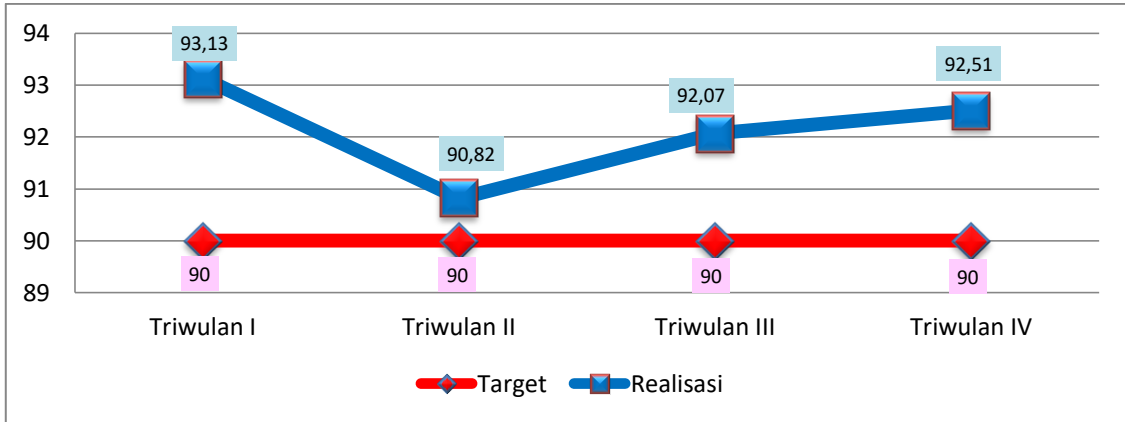 94
93
92
91
90
89
93,13
90,82
92,07
92,51
90
90
90
90
Triwulan I
Triwulan II
Triwulan III
Triwulan IV
Target
Realisasi